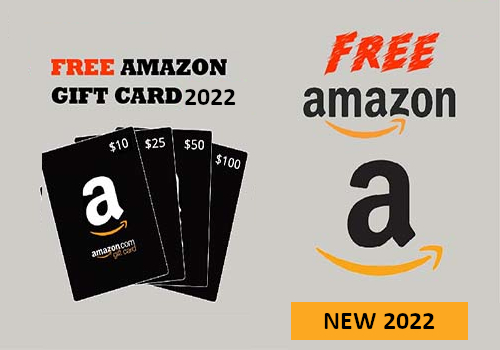 FREE AMAZON
GIFT CARD 2022
$10
$25
$50
$100
a
amazon.com
gift card
FREE
amazon
a
NEW 2022